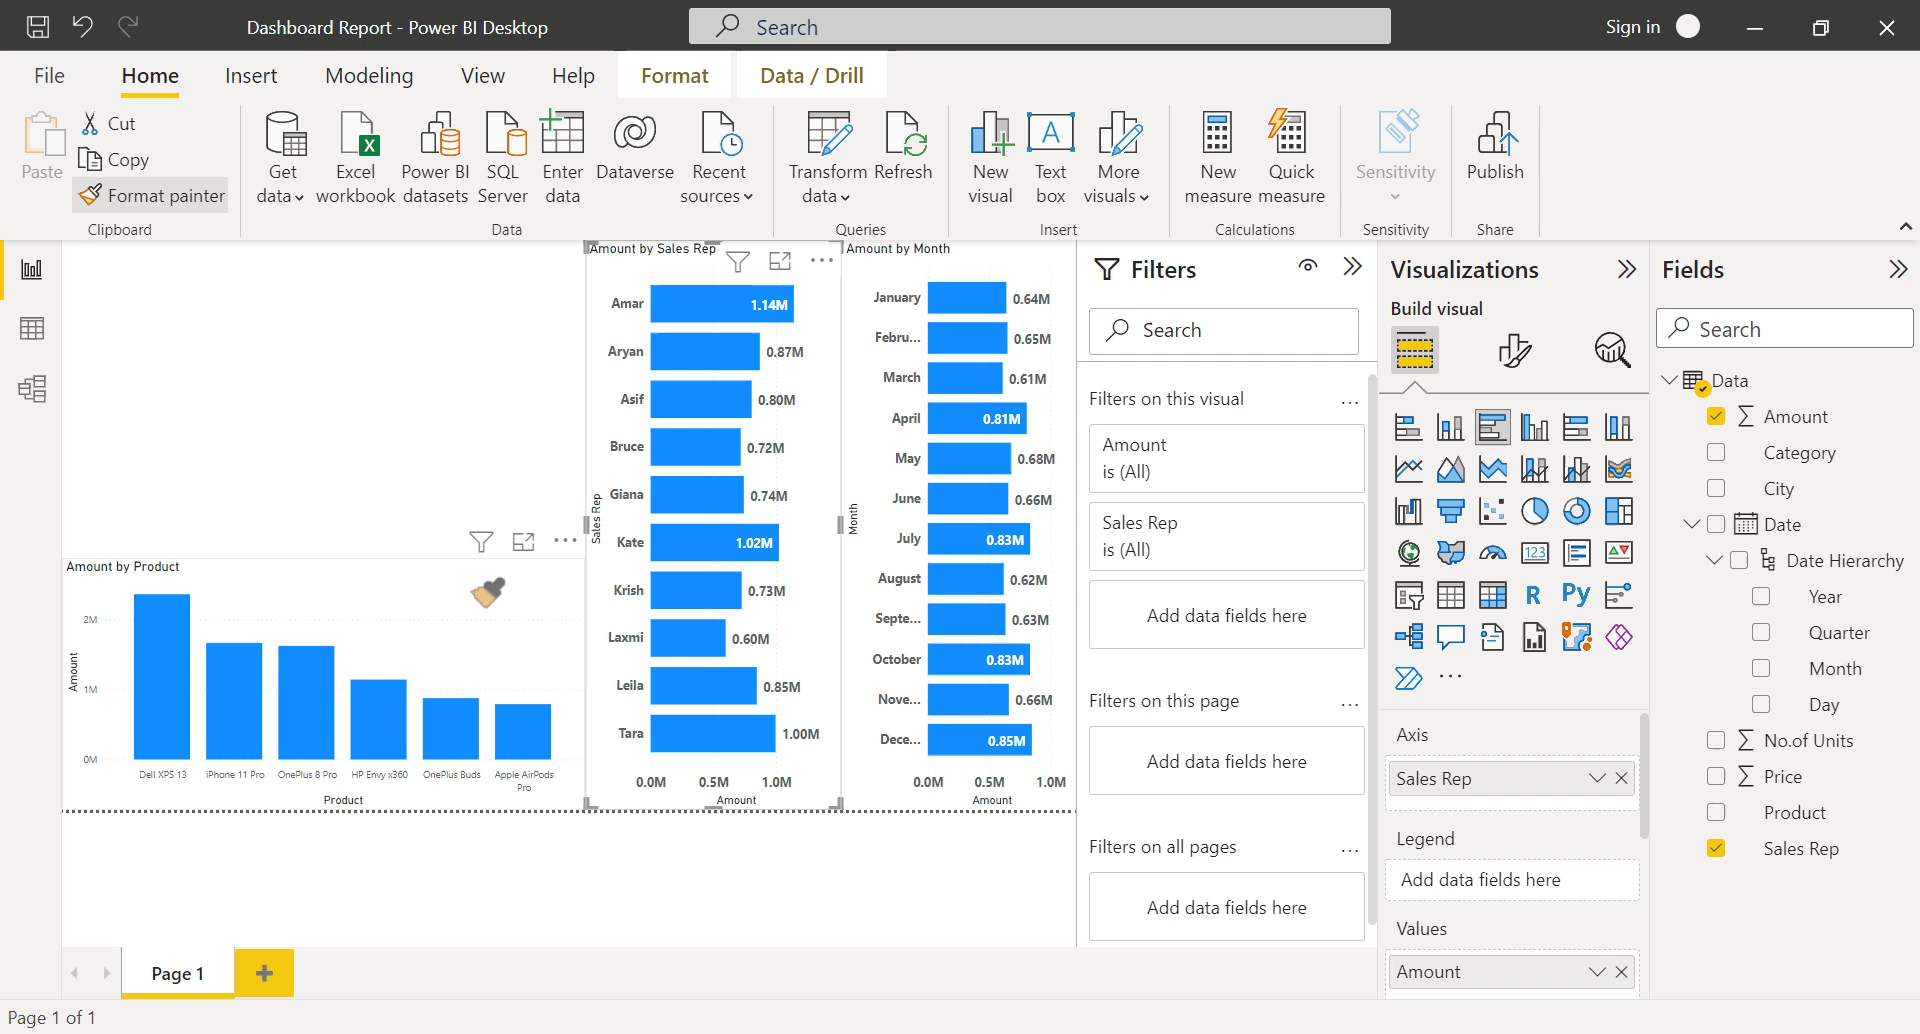 Dashboard Report - Power BI Desktop
Search
Sign in
File
Home
Insert
Modeling
View
Help
Format
Data / Drill
Paste
Cut
Copy
Format painter
Clipboard
Get
data
Excel
workbook
Power BI
datasets
SQL
Server
Enter
data
Dataverse
Recent
sources
Data
Transform
data
Refresh
Queries
New
visual
Text
box
More
visuals
Insert
New
measure
Quick
measure
Calculations
Sensitivity
Sensitivity
Publish
Share
Amount by Product
2M
1M
0M
Amount
Dell XPS 13
iPhone 11 Pro
OnePlus 8 Pro
HP Envy x360
OnePlus Buds
Apple AirPods
Pro
Product
Amount by Sales Rep
Sales Rep
Amar 1.14M
Aryan 0.87M
Asif 0.80M
Bruce 0.72M
Giana 0.74M
Kate 1.02M
Krish 0.73M
Laxmi 0.60M
Leila 0.85M
Tara 1.00M
0.0M 0.5M 1.0M
Amount
Amount by Month
Month
January 0.64M
Febru... 0.65M
March 0.61M
April 0.81M
May 0.68M
June 0.66M
July 0.83M
August 0.62M
Septe... 0.63M
October 0.83M
Nove... 0.66M
Dece... 0.85M
0.0M 0.5M 1.0M
Amount
Filters
Search
Filters on this visual
Amount
is (All)
Sales Rep
is (All)
Add data fields here
Filters on this page
Add data fields here
Filters on all pages
Add data fields here
Visualizations
Build visual
123
R
Py
Axis
Sales Rep
Legend
Add data fields here
Values
Amount
Fields
Search
Data
Amount
Category
City
Date
Date Hierarchy
Year
Quarter
Month
Day
No.of Units
Price
Product
Sales Rep
Page 1
Page 1 of 1